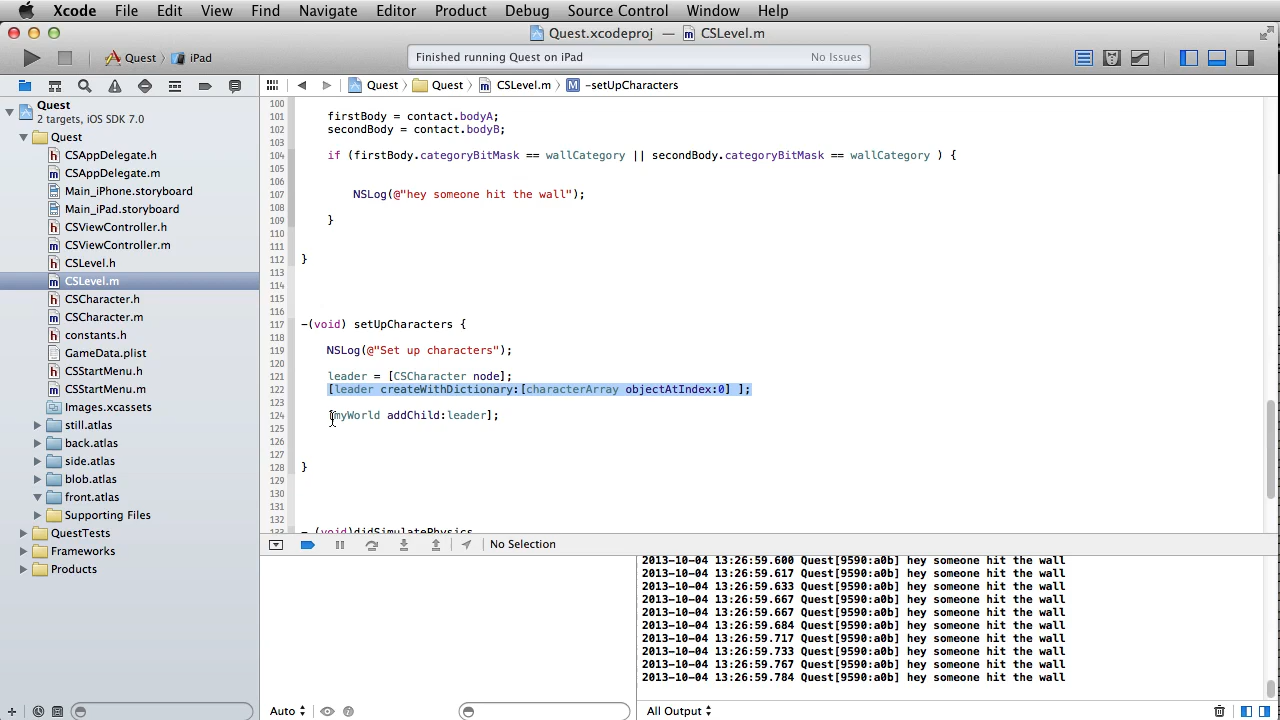 Xcode File Edit View Find Navigate Editor Product Debug Source Control Window Help
Quest.xcodeproj — CSLevel.m
Quest iPad
Finished running Quest on iPad No Issues
Quest Quest CSLevel.m M -setUpCharacters
Quest
2 targets, iOS SDK 7.0
Quest
h CSAppDelegate.h
m CSAppDelegate.m
Main_iPhone.storyboard
Main_iPad.storyboard
h CSViewController.h
m CSViewController.m
h CSLevel.h
m CSLevel.m
h CSCharacter.h
m CSCharacter.m
h constants.h
GameData.plist
h CSStartMenu.h
m CSStartMenu.m
Images.xcassets
still.atlas
back.atlas
side.atlas
blob.atlas
front.atlas
Supporting Files
QuestTests
Frameworks
Products
100
101 firstBody = contact.bodyA;
102 secondBody = contact.bodyB;
103
104 if (firstBody.categoryBitMask == wallCategory || secondBody.categoryBitMask == wallCategory ) {
105
106
107 NSLog(@"hey someone hit the wall");
108
109 }
110
111
112 }
113
114
115
116
117 -(void) setUpCharacters {
118
119 NSLog(@"Set up characters");
120
121 leader = [CSCharacter node];
122 [leader createWithDictionary:[characterArray objectAtIndex:0] ];
123
124 [myWorld addChild:leader];
125
126
127
128 }
129
130
131
132
133 - (void)didSimulatePhysics
No Selection
2013-10-04 13:26:59.600 Quest[9590:a0b] hey someone hit the wall
2013-10-04 13:26:59.617 Quest[9590:a0b] hey someone hit the wall
2013-10-04 13:26:59.633 Quest[9590:a0b] hey someone hit the wall
2013-10-04 13:26:59.667 Quest[9590:a0b] hey someone hit the wall
2013-10-04 13:26:59.667 Quest[9590:a0b] hey someone hit the wall
2013-10-04 13:26:59.684 Quest[9590:a0b] hey someone hit the wall
2013-10-04 13:26:59.717 Quest[9590:a0b] hey someone hit the wall
2013-10-04 13:26:59.733 Quest[9590:a0b] hey someone hit the wall
2013-10-04 13:26:59.767 Quest[9590:a0b] hey someone hit the wall
2013-10-04 13:26:59.784 Quest[9590:a0b] hey someone hit the wall
Auto All Output